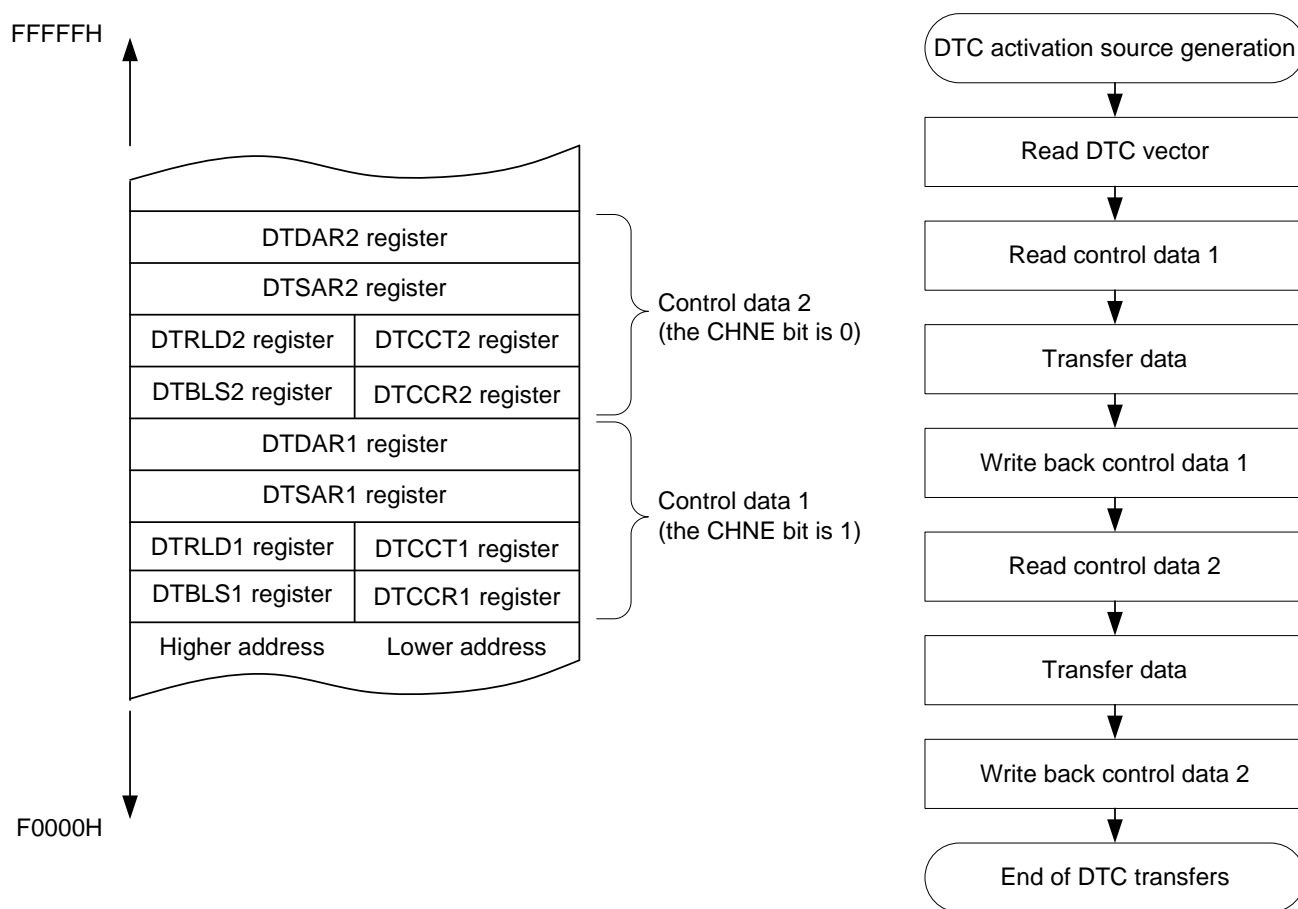 FFFFFH
DTDAR2 register
DTSAR2 register
DTRLD2 register DTCCT2 register
DTBLS2 register DTCCR2 register
DTDAR1 register
DTSAR1 register
DTRLD1 register DTCCT1 register
DTBLS1 register DTCCR1 register
Higher address Lower address
F0000H
Control data 2
(the CHNE bit is 0)
Control data 1
(the CHNE bit is 1)
DTC activation source generation
Read DTC vector
Read control data 1
Transfer data
Write back control data 1
Read control data 2
Transfer data
Write back control data 2
End of DTC transfers